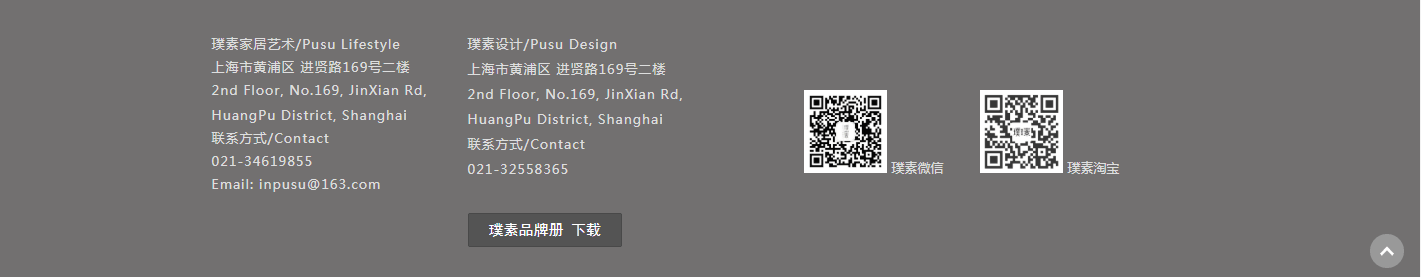 璞素家居艺术/Pusu Lifestyle
上海市黄浦区 进贤路169号二楼
2nd Floor, No.169, JinXian Rd,
HuangPu District, Shanghai
联系方式/Contact
021-34619855
Email: inpusu@163.com
璞素设计/Pusu Design
上海市黄浦区 进贤路169号二楼
2nd Floor, No.169, JinXian Rd,
HuangPu District, Shanghai
联系方式/Contact
021-32558365
璞素品牌册 下载
璞素微信
璞素
璞素淘宝